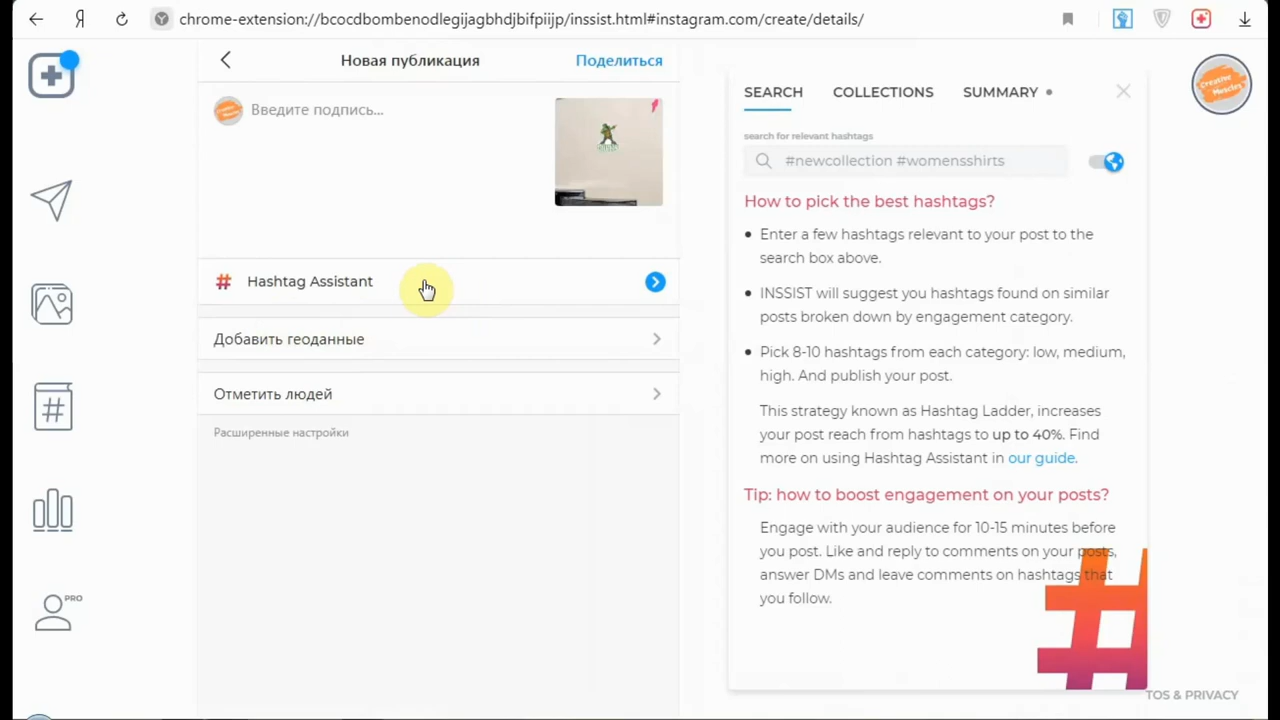 chrome-extension://bcocdbombenodlegijagbhdjbifpiijp/inssist.html#instagram.com/create/details/
Новая публикация
Поделиться
Введите подпись...
Hashtag Assistant
Добавить геоданные
Отметить людей
Расширенные настройки
PRO
SEARCH
COLLECTIONS
SUMMARY
search for relevant hashtags
#newcollection #womensshirts
How to pick the best hashtags?
• Enter a few hashtags relevant to your post to the
search box above.
• INSSIST will suggest you hashtags found on similar
posts broken down by engagement category.
• Pick 8-10 hashtags from each category: low, medium,
high. And publish your post.
This strategy known as Hashtag Ladder, increases
your post reach from hashtags to up to 40%. Find
more on using Hashtag Assistant in our guide.
Tip: how to boost engagement on your posts?
Engage with your audience for 10-15 minutes before
you post. Like and reply to comments on your posts,
answer DMs and leave comments on hashtags that
you follow.
Creative
Muscles
TOS & PRIVACY